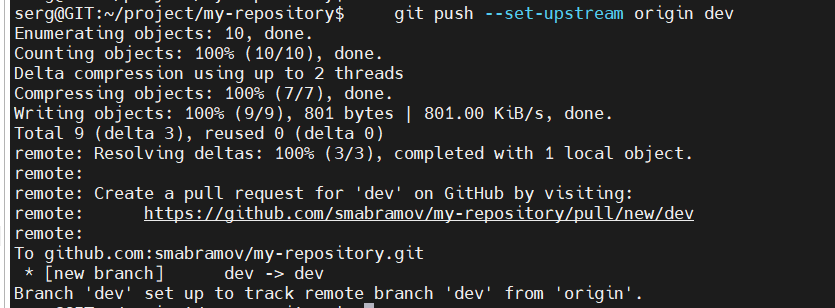 serg@GIT:~/project/my-repository$     git push --set-upstream origin dev
Enumerating objects: 10, done.
Counting objects: 100% (10/10), done.
Delta compression using up to 2 threads
Compressing objects: 100% (7/7), done.
Writing objects: 100% (9/9), 801 bytes | 801.00 KiB/s, done.
Total 9 (delta 3), reused 0 (delta 0)
remote: Resolving deltas: 100% (3/3), completed with 1 local object.
remote:
remote: Create a pull request for 'dev' on GitHub by visiting:
remote:      https://github.com/smabramov/my-repository/pull/new/dev
remote:
To github.com:smabramov/my-repository.git
 * [new branch]      dev -> dev
Branch 'dev' set up to track remote branch 'dev' from 'origin'.